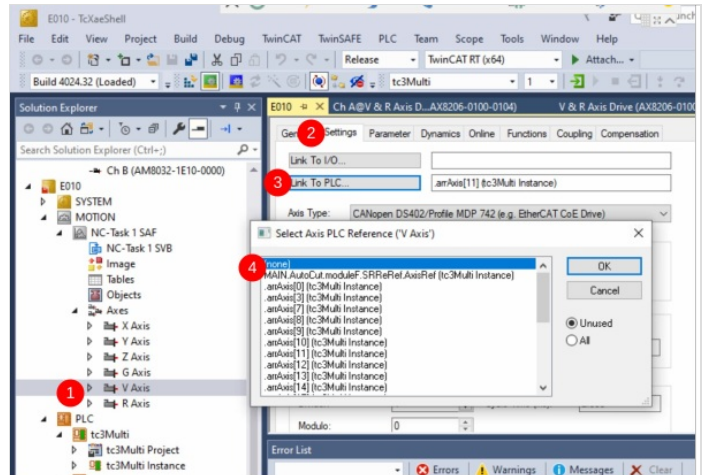 E010 - TcXaeShell
File Edit View Project Build Debug TwinCAT TwinSAFE PLC Team Scope Tools Window Help
Release TwinCAT RT (x64) Attach...
Build 4024.32 (Loaded) tc3Multi 1
Solution Explorer
E010 Ch A@V & R Axis D...AX8206-0100-0104) V & R Axis Drive (AX8206-0100
2 Settings Parameter Dynamics Online Functions Coupling Compensation
Search Solution Explorer (Ctrl+;)
Link To I/O...
Ch B (AM8032-1E10-0000)
3 Link To PLC... .arrAxis[11] (tc3Multi Instance)
E010
SYSTEM
MOTION
Axis Type: CANopen DS402/Profile MDP 742 (e.g. EtherCAT CoE Drive)
NC-Task 1 SAF
NC-Task 1 SVB
Image
Tables
Objects
Axes
X Axis
Y Axis
Z Axis
G Axis
1 V Axis
R Axis
PLC
tc3Multi
tc3Multi Project
tc3Multi Instance
Select Axis PLC Reference ('V Axis')
4 (none)
MAIN.AutoCut.moduleF.SRReRef.AxisRef (tc3Multi Instance)
.arrAxis[0] (tc3Multi Instance)
.arrAxis[3] (tc3Multi Instance)
.arrAxis[7] (tc3Multi Instance)
.arrAxis[8] (tc3Multi Instance)
.arrAxis[9] (tc3Multi Instance)
.arrAxis[10] (tc3Multi Instance)
.arrAxis[11] (tc3Multi Instance)
.arrAxis[12] (tc3Multi Instance)
.arrAxis[13] (tc3Multi Instance)
.arrAxis[14] (tc3Multi Instance)
OK
Cancel
Unused
All
Modulo: 0
Error List
Errors Warnings Messages Clear